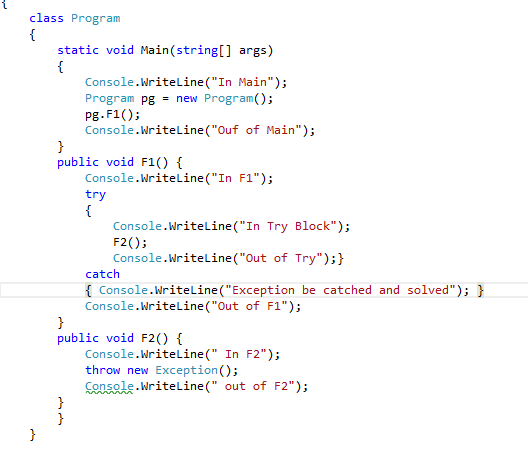 {
class Program
{
static void Main(string[] args)
{
Console.WriteLine("In Main");
Program pg = new Program();
pg.F1();
Console.WriteLine("Ouf of Main");
}
public void F1() {
Console.WriteLine("In F1");
try
{
Console.WriteLine("In Try Block");
F2();
Console.WriteLine("Out of Try");}
catch
{ Console.WriteLine("Exception be catched and solved"); }
Console.WriteLine("Out of F1");
}
public void F2() {
Console.WriteLine(" In F2");
throw new Exception();
Console.WriteLine(" out of F2");
}
}
}